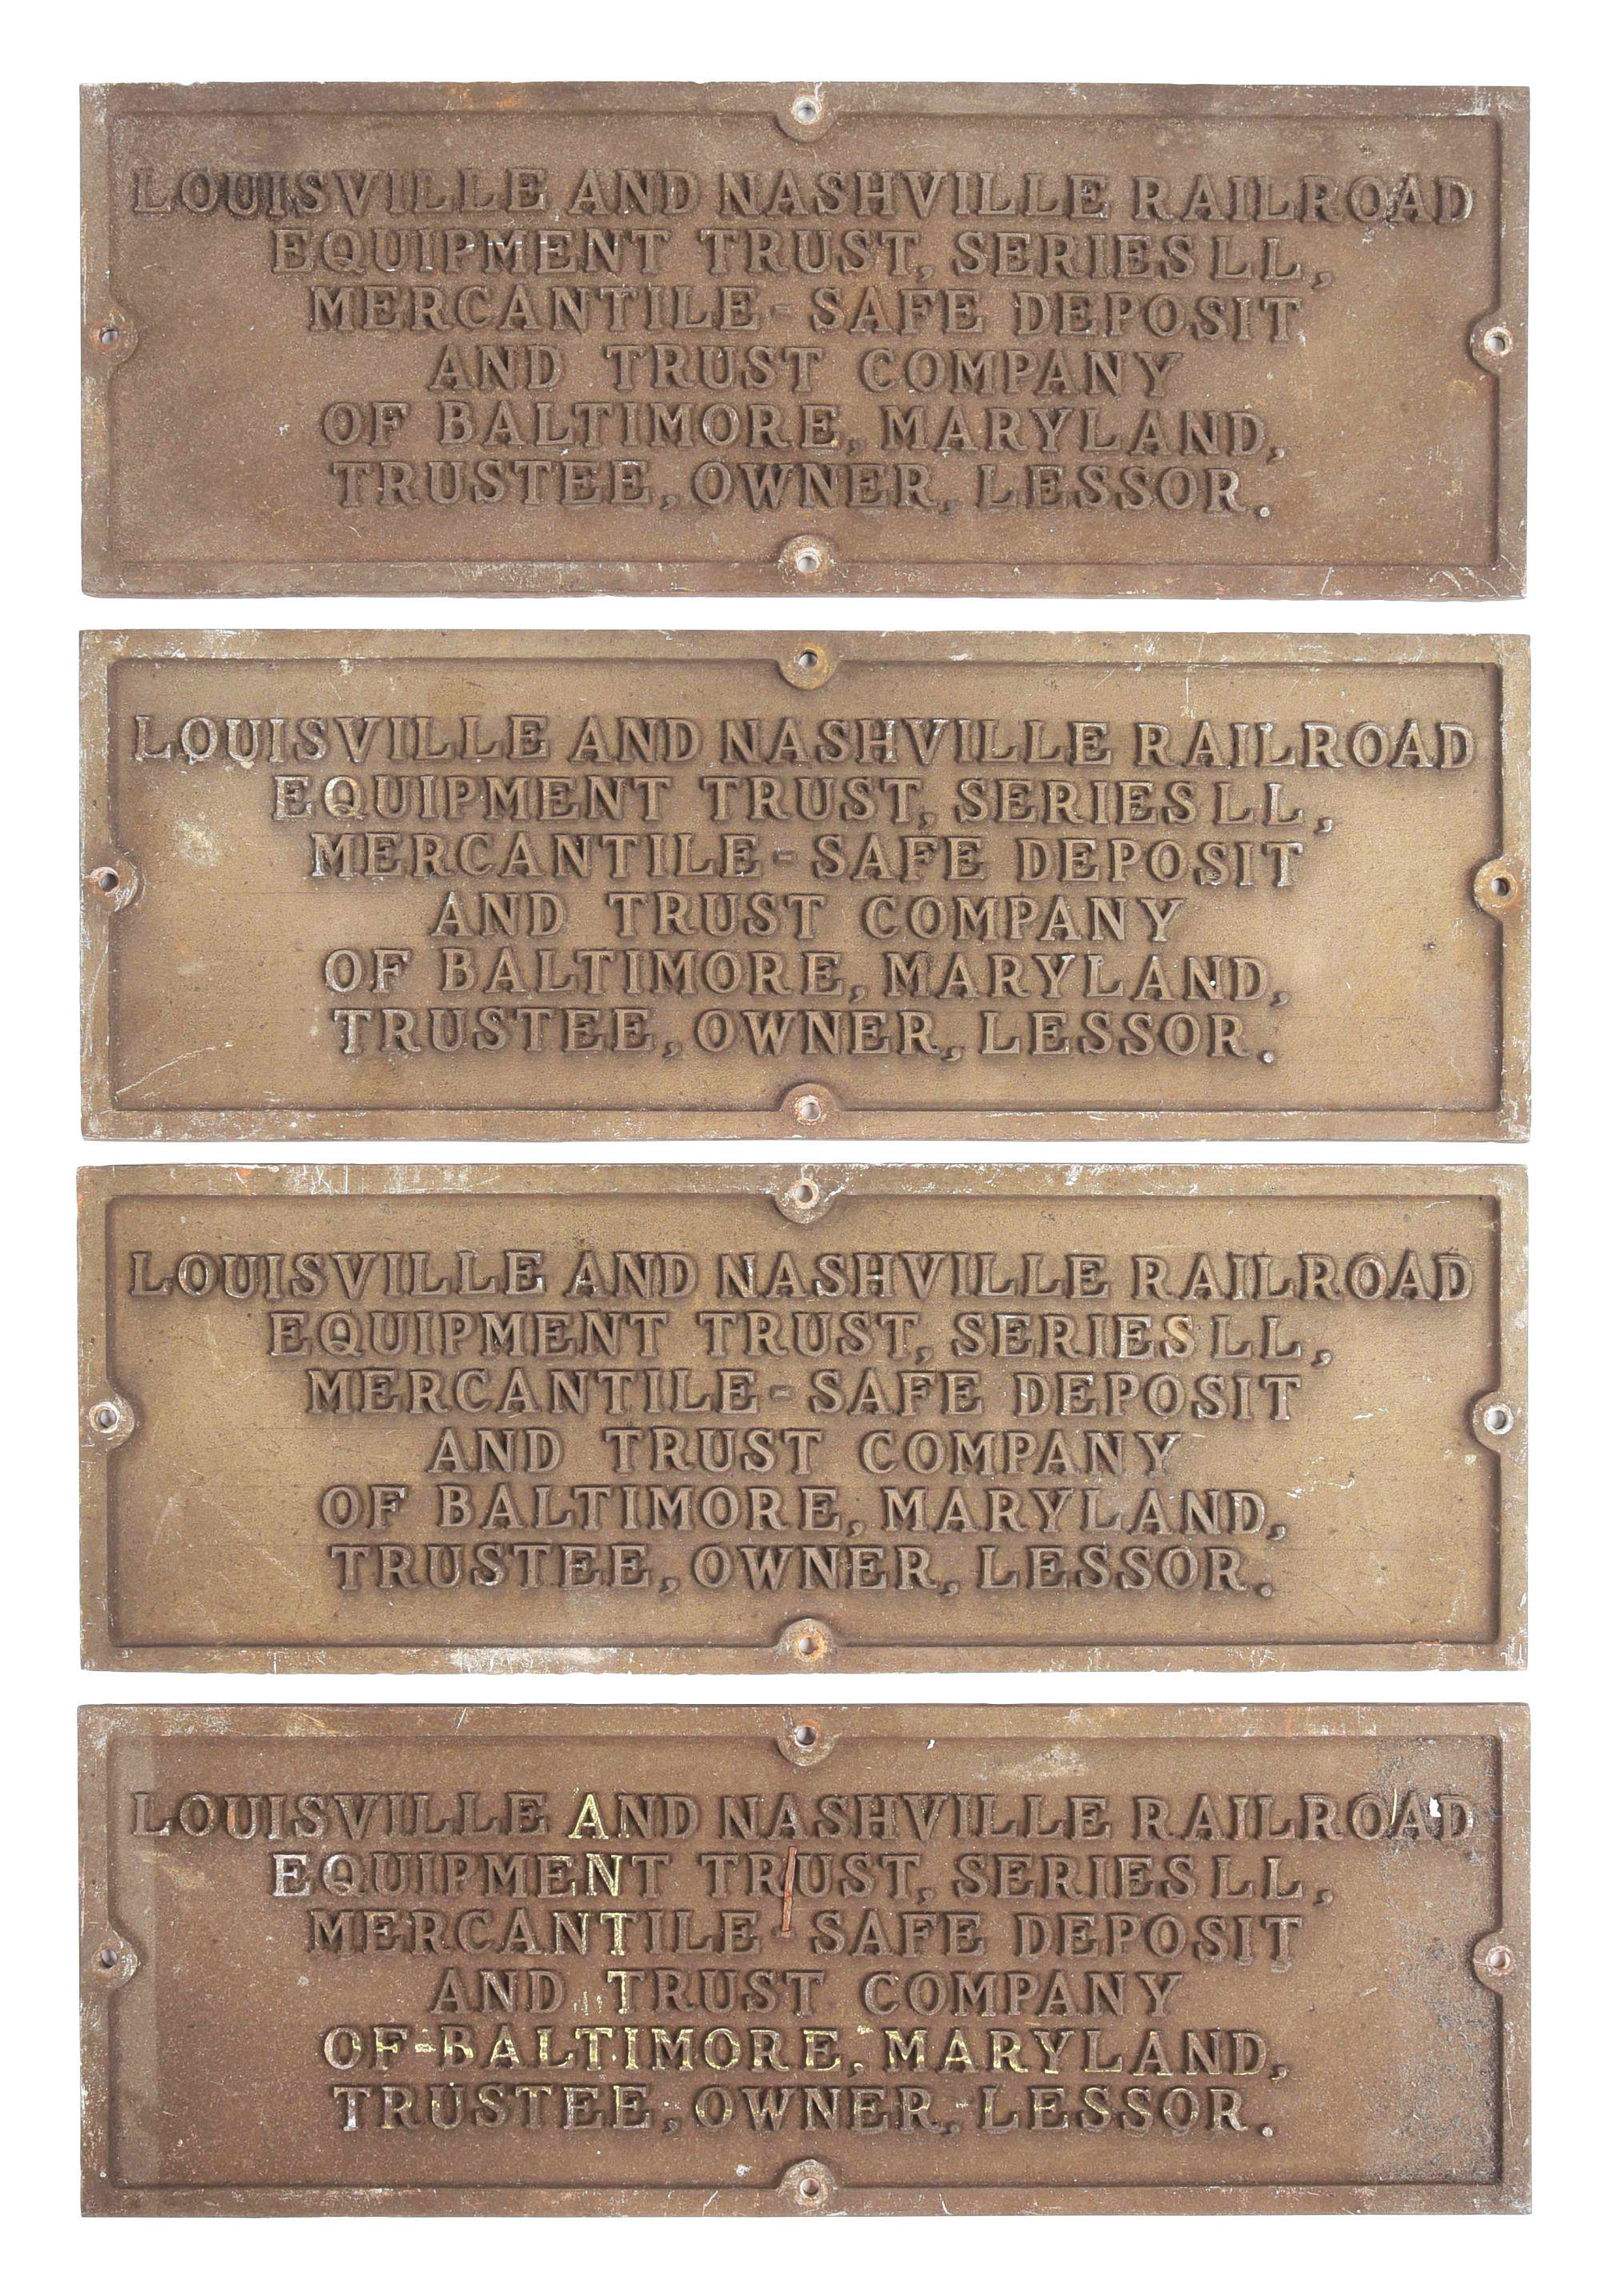 LOUISVILLE AND NASHVILLE RAILROAD
EQUIPMENT TRUST, SERIES LL,
MERCANTILE-SAFE DEPOSIT
AND TRUST COMPANY
OF BALTIMORE, MARYLAND,
TRUSTEE, OWNER, LESSOR.
LOUISVILLE AND NASHVILLE RAILROAD
EQUIPMENT TRUST, SERIES LL,
MERCANTILE-SAFE DEPOSIT
AND TRUST COMPANY
OF BALTIMORE, MARYLAND,
TRUSTEE, OWNER, LESSOR.
LOUISVILLE AND NASHVILLE RAILROAD
EQUIPMENT TRUST, SERIES LL,
MERCANTILE-SAFE DEPOSIT
AND TRUST COMPANY
OF BALTIMORE, MARYLAND,
TRUSTEE, OWNER, LESSOR.
LOUISVILLE AND NASHVILLE RAILROAD
EQUIPMENT TRUST, SERIES LL,
MERCANTILE-SAFE DEPOSIT
AND TRUST COMPANY
OF BALTIMORE, MARYLAND,
TRUSTEE, OWNER, LESSOR.